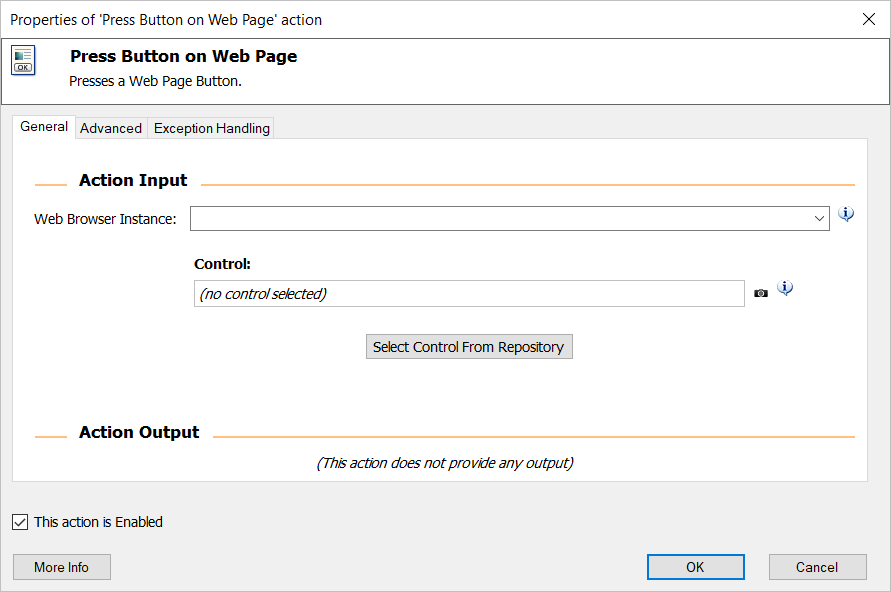 Properties of 'Press Button on Web Page' action
OK
Press Button on Web Page
Presses a Web Page Button.
General Advanced Exception Handling
Action Input
Web Browser Instance:
Control:
(no control selected)
Select Control From Repository
Action Output
(This action does not provide any output)
This action is Enabled
More Info OK Cancel